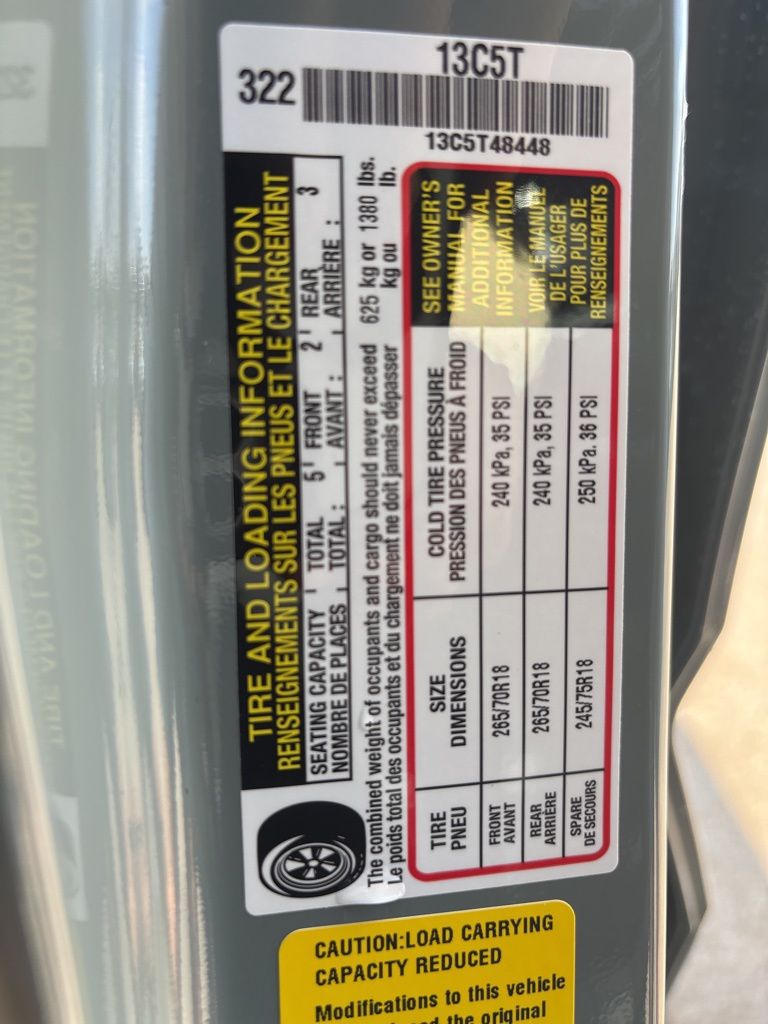 322
13C5T
13C5T48448
TIRE AND LOADING INFORMATION
RENSEIGNEMENTS SUR LES PNEUS ET LE CHARGEMENT
SEATING CAPACITY TOTAL 5 FRONT 2 REAR 3
NOMBRE DE PLACES TOTAL: AVANT: ARRIÈRE:
The combined weight of occupants and cargo should never exceed 625 kg or 1380 lbs.
Le poids total des occupants et du chargement ne doit jamais dépasser kg ou lb.
TIRE SIZE COLD TIRE PRESSURE
PNEU DIMENSIONS PRESSION DES PNEUS À FROID
FRONT
AVANT
265/70R18 240 kPa, 35 PSI
REAR
ARRIÈRE
265/70R18 240 kPa, 35 PSI
SPARE
DE SECOURS
245/75R18 250 kPa. 36 PSI
SEE OWNER'S
MANUAL FOR
ADDITIONAL
INFORMATION
VOIR LE MANUEL
DE L'USAGER
POUR PLUS DE
RENSEIGNEMENTS
CAUTION:LOAD CARRYING
CAPACITY REDUCED
Modifications to this vehicle
the original